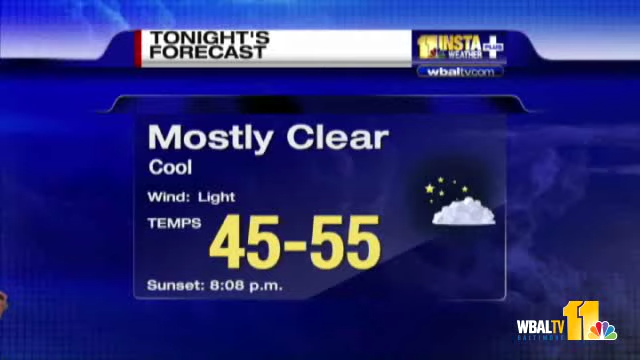 TONIGHT'S
FORECAST
11 INSTA
WEATHER PLUS
wbaltv.com
Mostly Clear
Cool
Wind: Light
TEMPS 45-55
Sunset: 8:08 p.m.
WBALTV 11
BALTIMORE